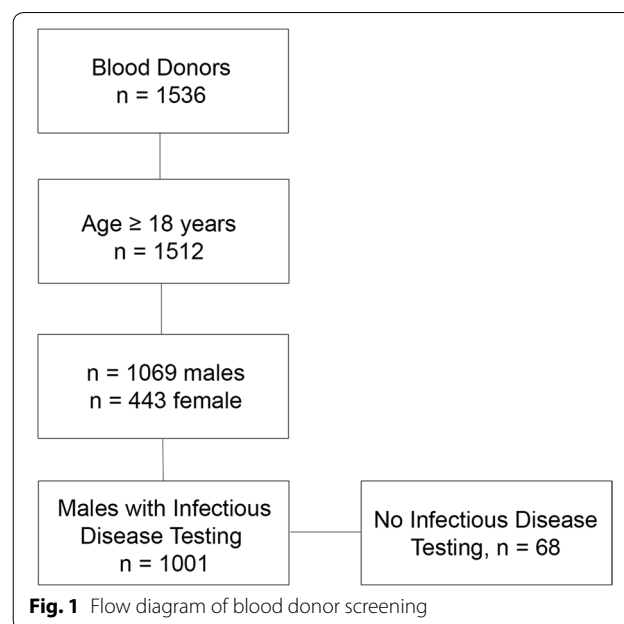 Blood Donors
n = 1536
Age ≥ 18 years
n = 1512
n = 1069 males
n = 443 female
Males with Infectious
Disease Testing
n = 1001
No Infectious Disease
Testing, n = 68
Fig. 1 Flow diagram of blood donor screening